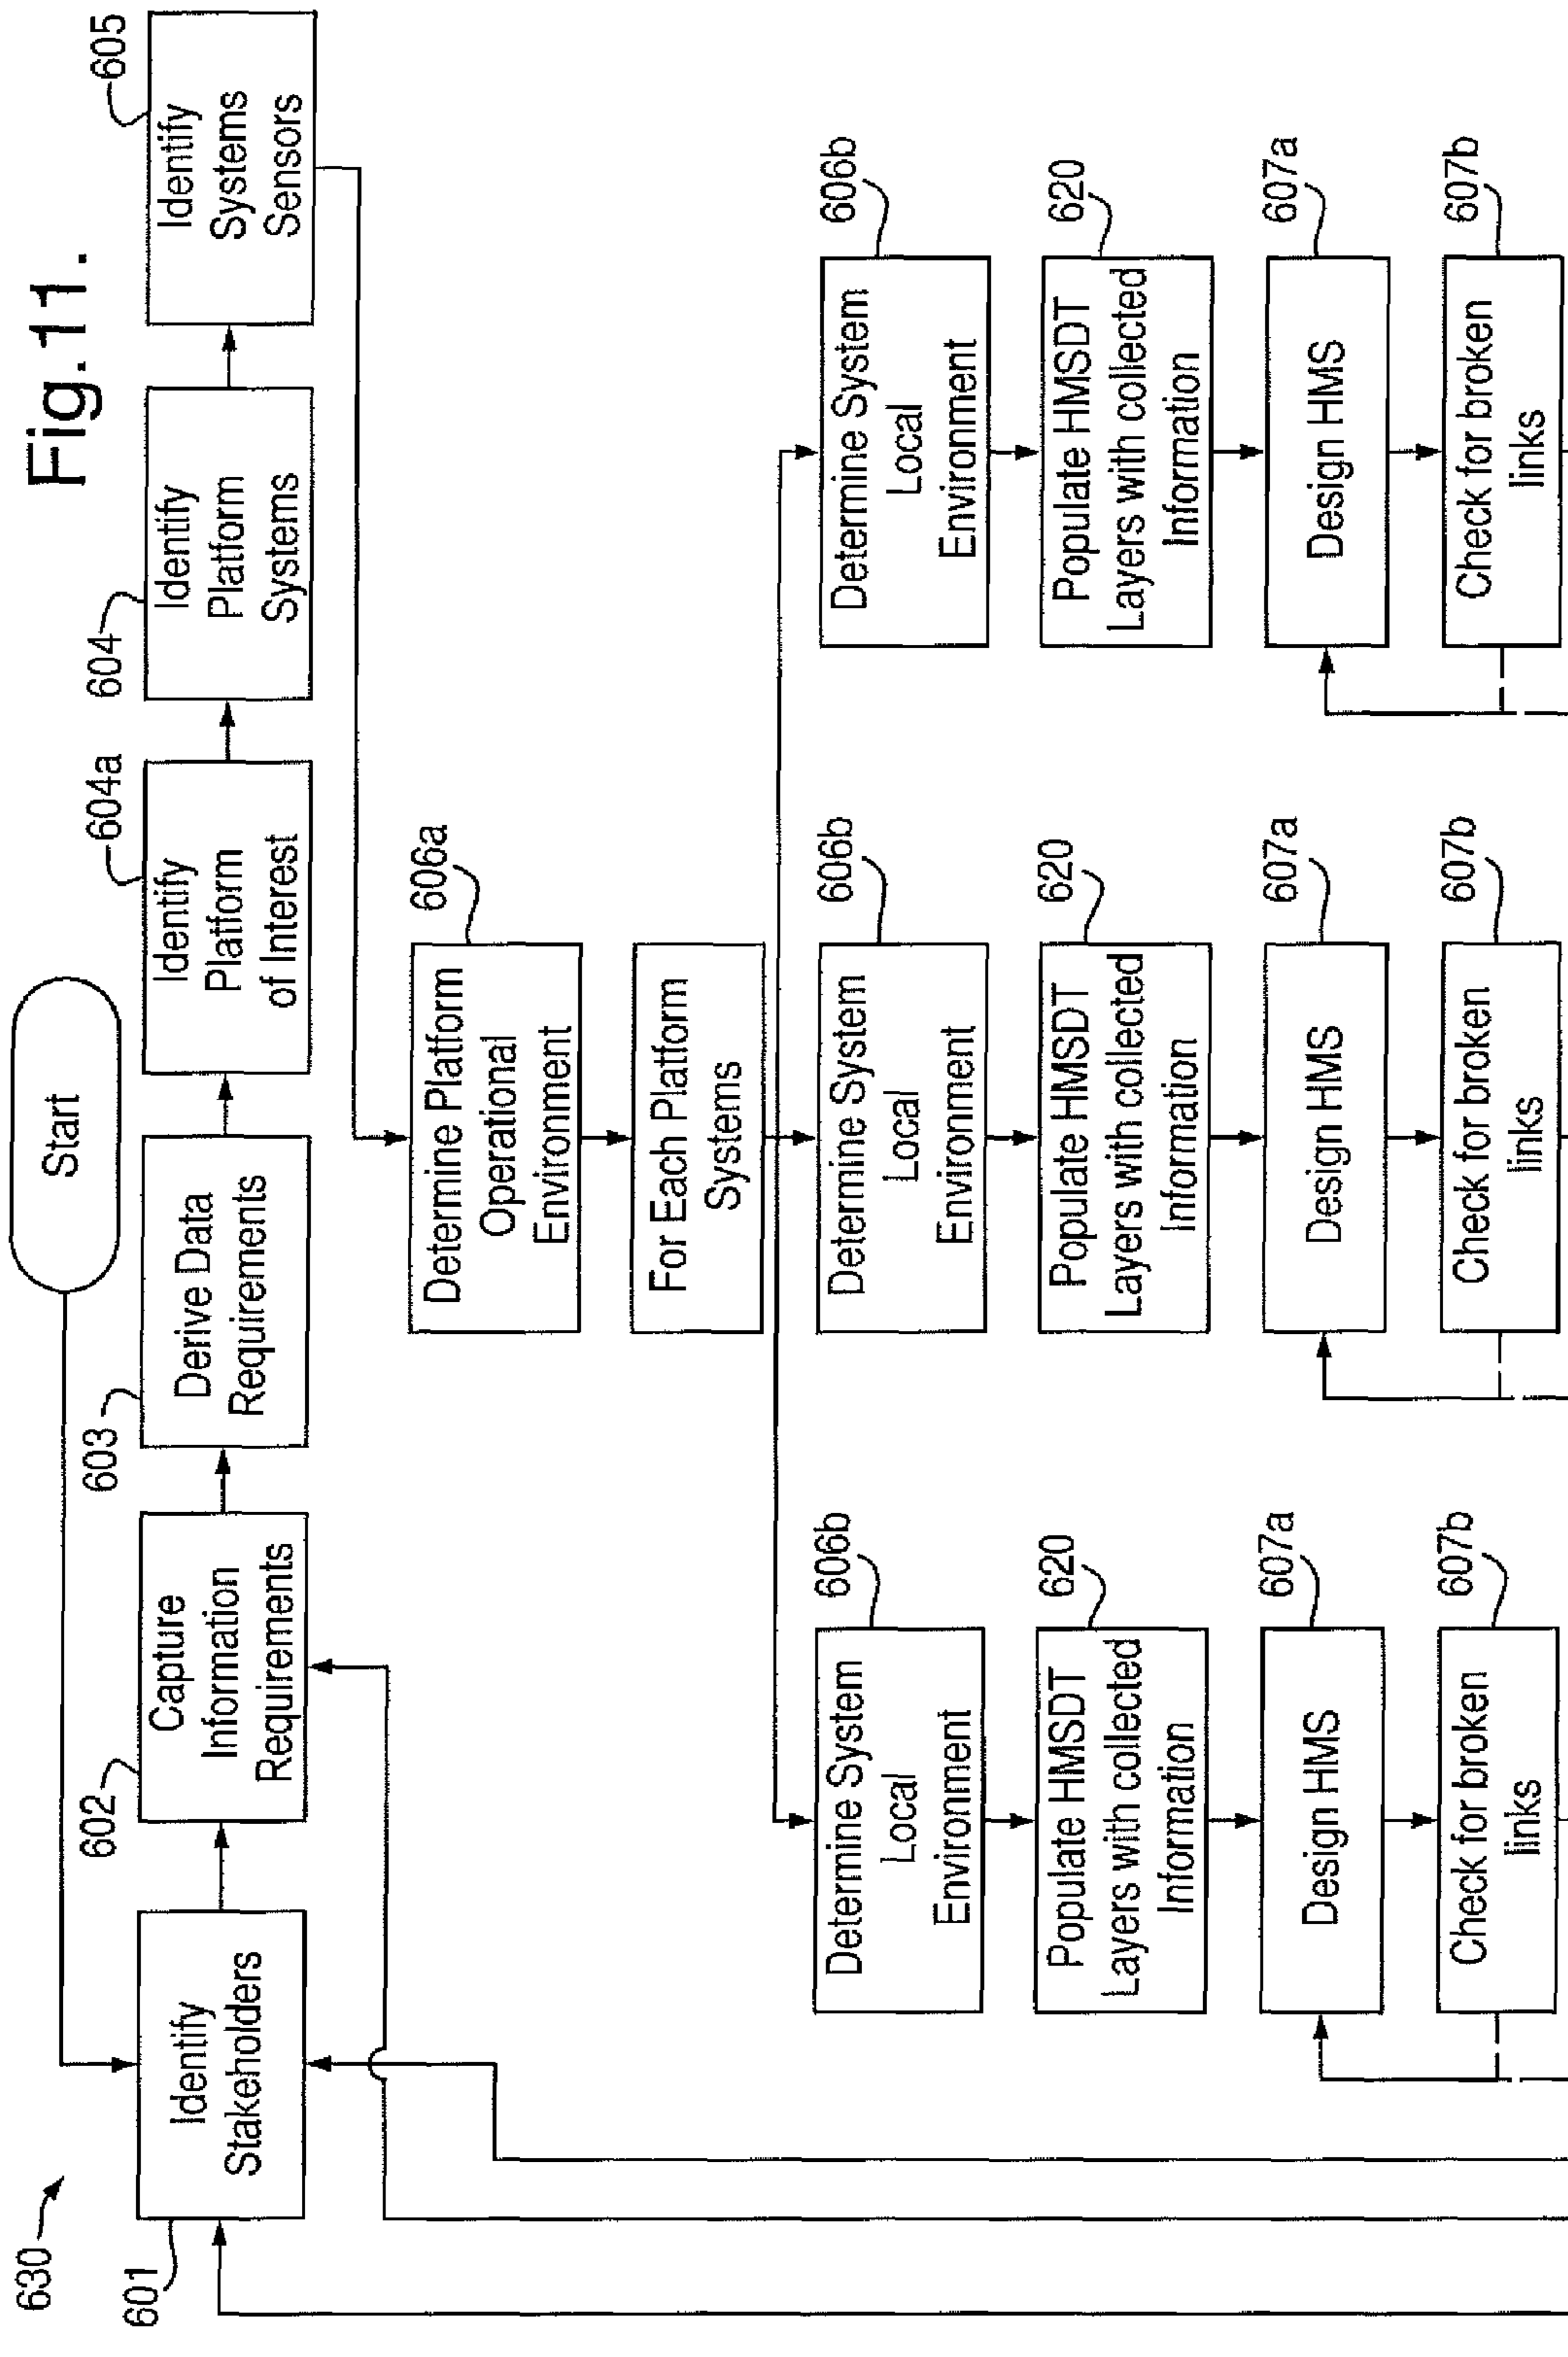 Fig.11.
630
Start
601
Identify
Stakeholders
602
Capture
Information
Requirements
603
Derive Data
Requirements
604a
Identify
Platform
of Interest
604
Identify
Platform
Systems
605
Identify
Systems
Sensors
606a
Determine Platform
Operational
Environment
For Each Platform
Systems
606b
Determine System
Local
Environment
620
Populate HMSDT
Layers with collected
Information
607a
Design HMS
607b
Check for broken
links
606b
Determine System
Local
Environment
620
Populate HMSDT
Layers with collected
Information
607a
Design HMS
607b
Check for broken
links
606b
Determine System
Local
Environment
620
Populate HMSDT
Layers with collected
Information
607a
Design HMS
607b
Check for broken
links